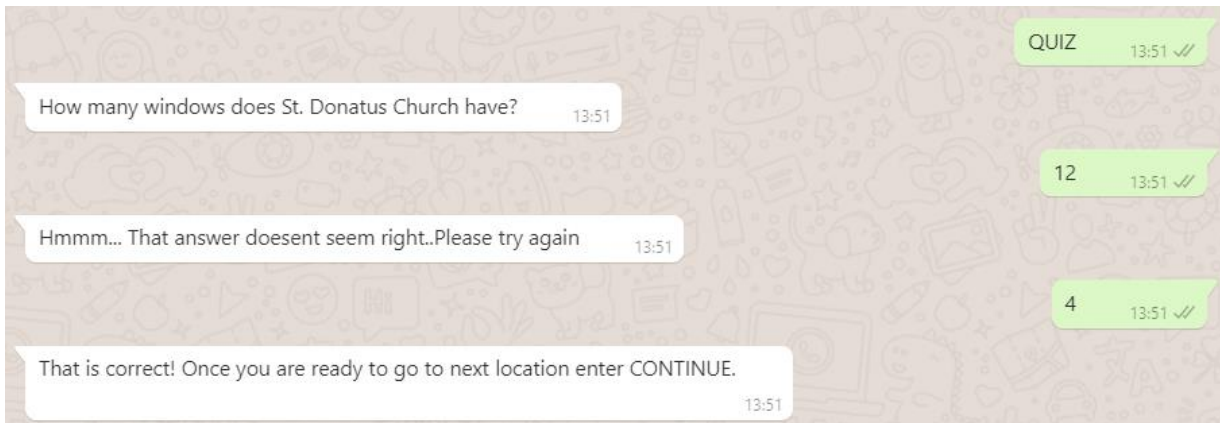 QUIZ
13:51
How many windows does St. Donatus Church have?
13:51
12
13:51
Hmmm... That answer doesent seem right..Please try again
13:51
4
13:51
That is correct! Once you are ready to go to next location enter CONTINUE.
13:51